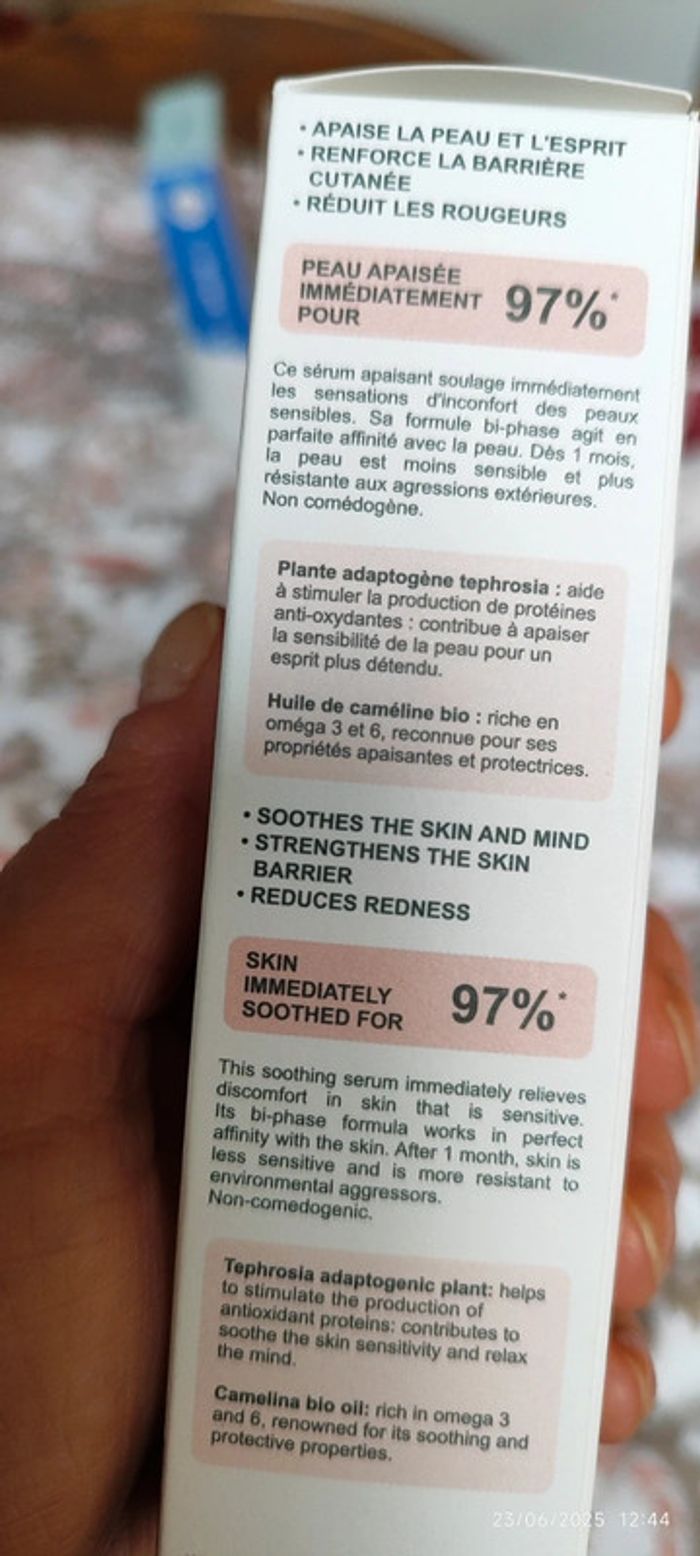 • APAISE LA PEAU ET L'ESPRIT
• RENFORCE LA BARRIÈRE
CUTANÉE
• RÉDUIT LES ROUGEURS
PEAU APAISÉE
IMMÉDIATEMENT
POUR
97%*
Ce sérum apaisant soulage immédiatement
les sensations d'inconfort des peaux
sensibles. Sa formule bi-phase agit en
parfaite affinité avec la peau. Dès 1 mois,
la peau est moins sensible et plus
résistante aux agressions extérieures.
Non comédogène.
Plante adaptogène tephrosia : aide
à stimuler la production de protéines
anti-oxydantes : contribue à apaiser
la sensibilité de la peau pour un
esprit plus détendu.
Huile de caméline bio : riche en
oméga 3 et 6, reconnue pour ses
propriétés apaisantes et protectrices.
• SOOTHES THE SKIN AND MIND
• STRENGTHENS THE SKIN
BARRIER
• REDUCES REDNESS
SKIN
IMMEDIATELY
SOOTHED FOR
97%*
This soothing serum immediately relieves
discomfort in skin that is sensitive.
Its bi-phase formula works in perfect
affinity with the skin. After 1 month, skin is
less sensitive and is more resistant to
environmental aggressors.
Non-comedogenic.
Tephrosia adaptogenic plant: helps
to stimulate the production of
antioxidant proteins: contributes to
soothe the skin sensitivity and relax
the mind.
Camelina bio oil: rich in omega 3
and 6, renowned for its soothing and
protective properties.
23/06/2025 12:44